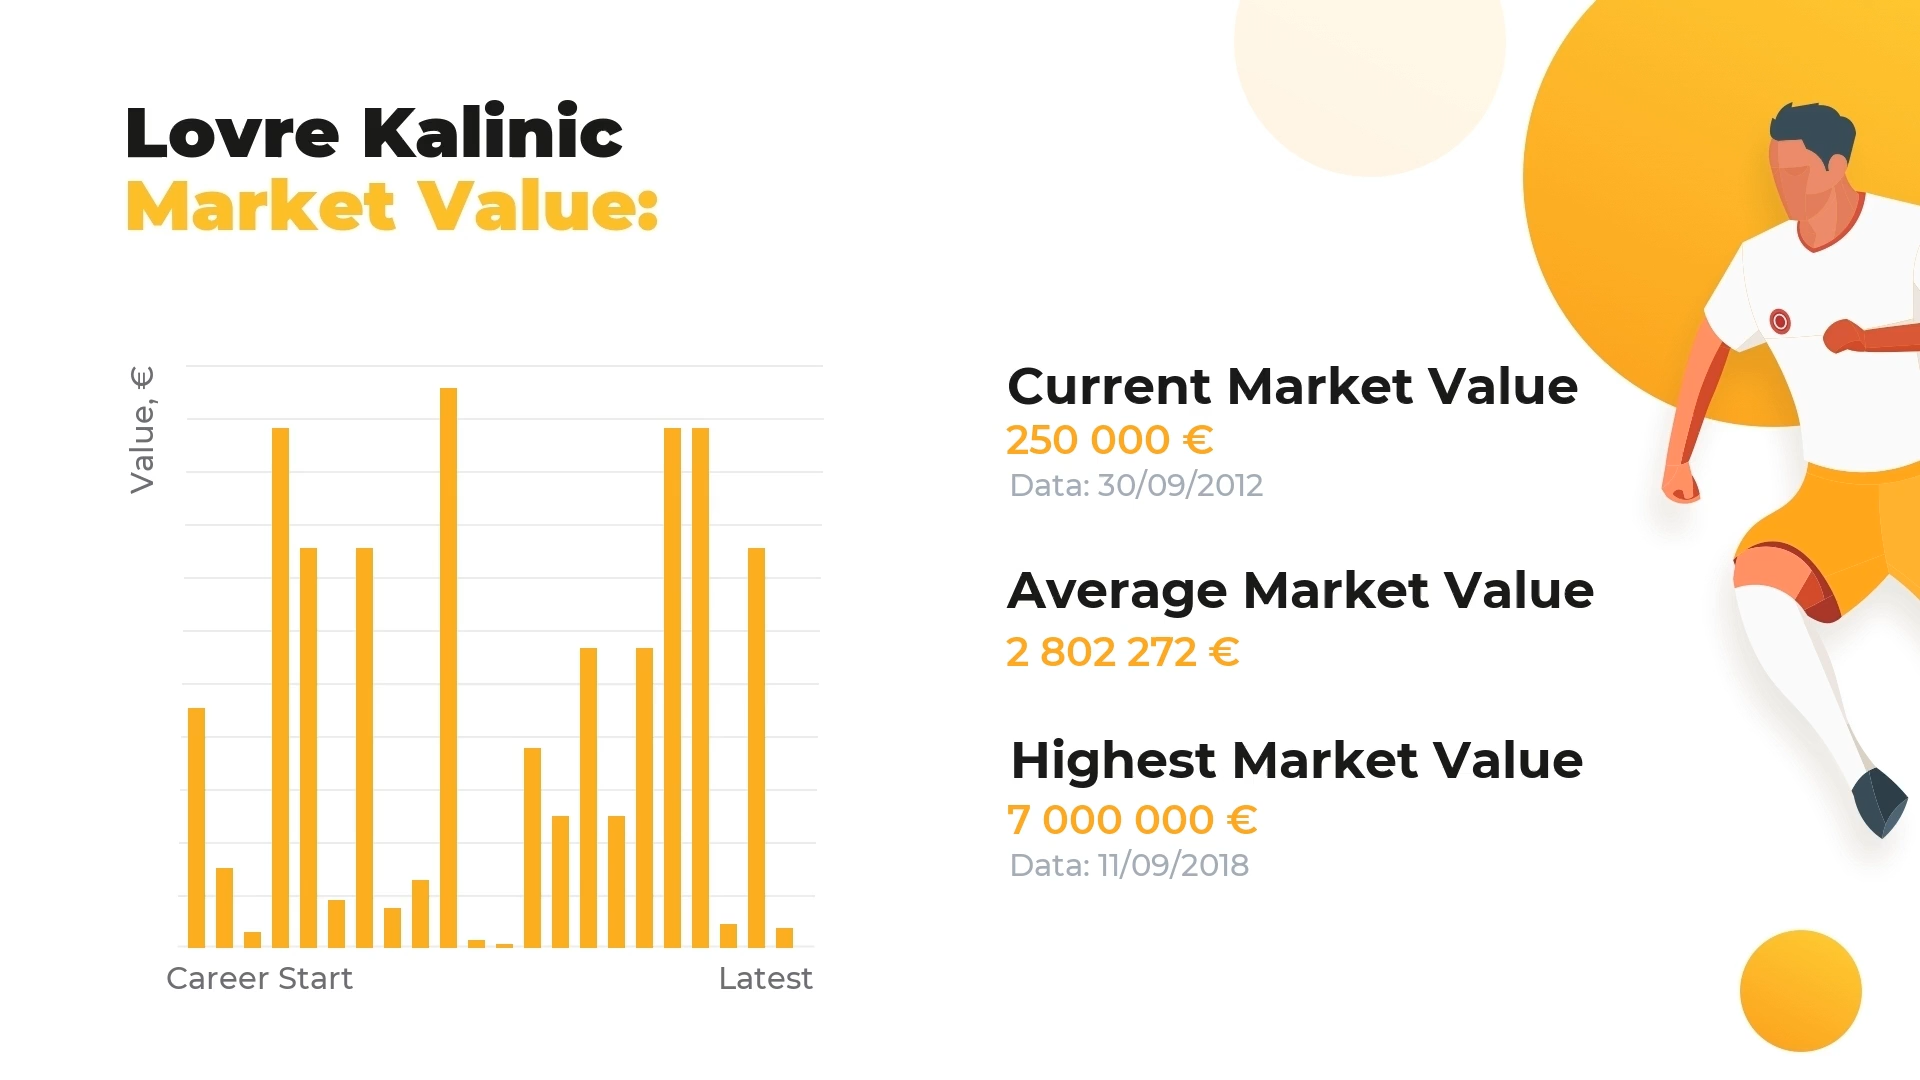 Lovre Kalinic
Market Value:
Value, €
Career Start
Latest
Current Market Value
250 000 €
Data: 30/09/2012
Average Market Value
2 802 272 €
Highest Market Value
7 000 000 €
Data: 11/09/2018